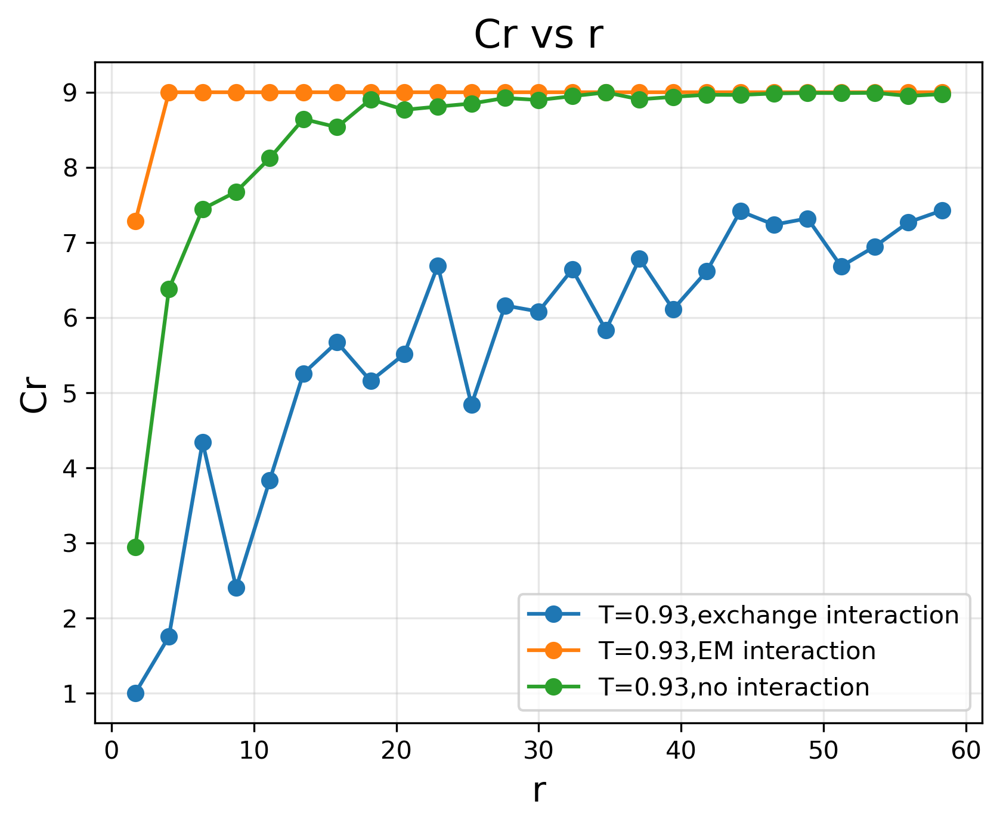 Cr vs r
9
8
7
6
5
4
3
2
1
Cr
0 10 20 30 40 50 60
r
T=0.93,exchange interaction
T=0.93,EM interaction
T=0.93,no interaction